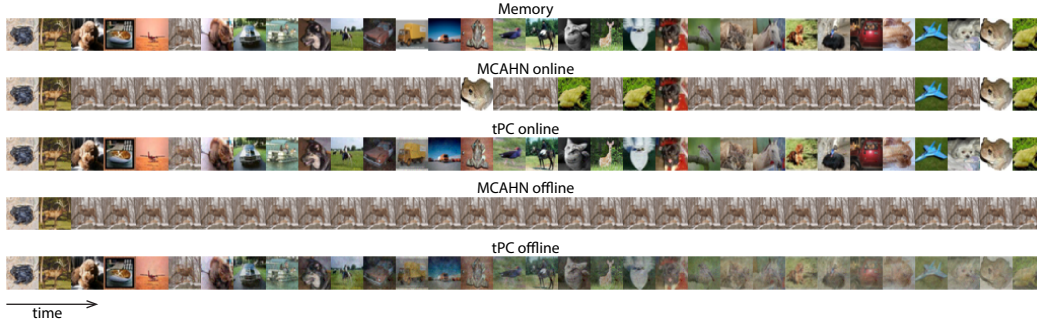 Memory
MCAHN online
tPC online
MCAHN offline
tPC offline
time